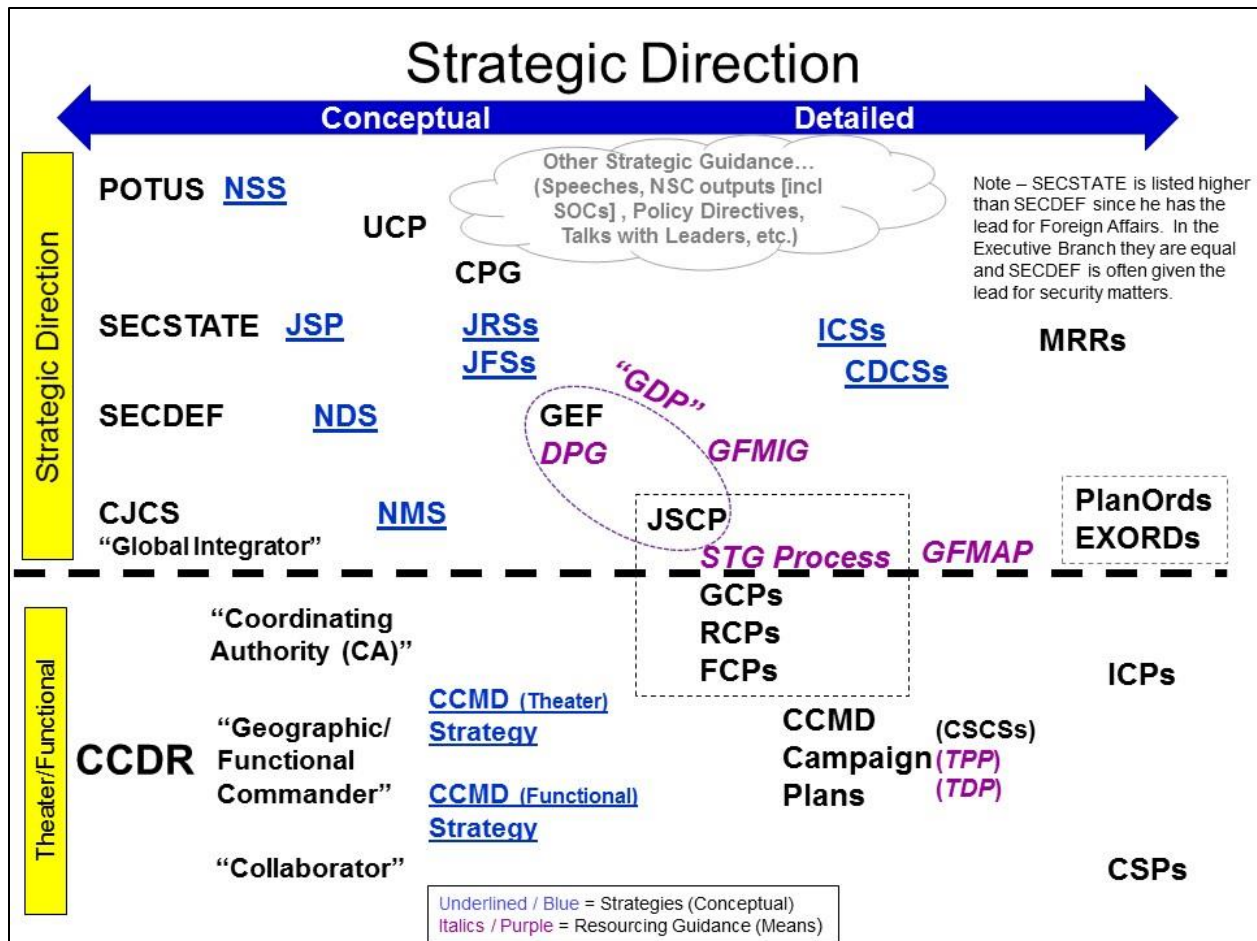 Strategic Direction
Conceptual
Detailed
Strategic Direction
POTUS NSS
UCP
CPG
Other Strategic Guidance…
(Speeches, NSC outputs [incl
SOCs] , Policy Directives,
Talks with Leaders, etc.)
Note – SECSTATE is listed higher
than SECDEF since he has the
lead for Foreign Affairs. In the
Executive Branch they are equal
and SECDEF is often given the
lead for security matters.
SECSTATE JSP
JRSs
JFSs
ICSs
CDCSs
MRRs
SECDEF NDS
GEF
DPG
“GDP”
GFMIG
CJCS
“Global Integrator”
NMS
JSCP
STG Process
GFMAP
PlanOrds
EXORDs
Theater/Functional
CCDR
“Coordinating
Authority (CA)”
GCPs
RCPs
FCPs
ICPs
“Geographic/
Functional
Commander”
CCMD (Theater)
Strategy
CCMD (Functional)
Strategy
CCMD
Campaign
Plans
(CSCSs)
(TPP)
(TDP)
“Collaborator”
CSPs
Underlined / Blue = Strategies (Conceptual)
Italics / Purple = Resourcing Guidance (Means)